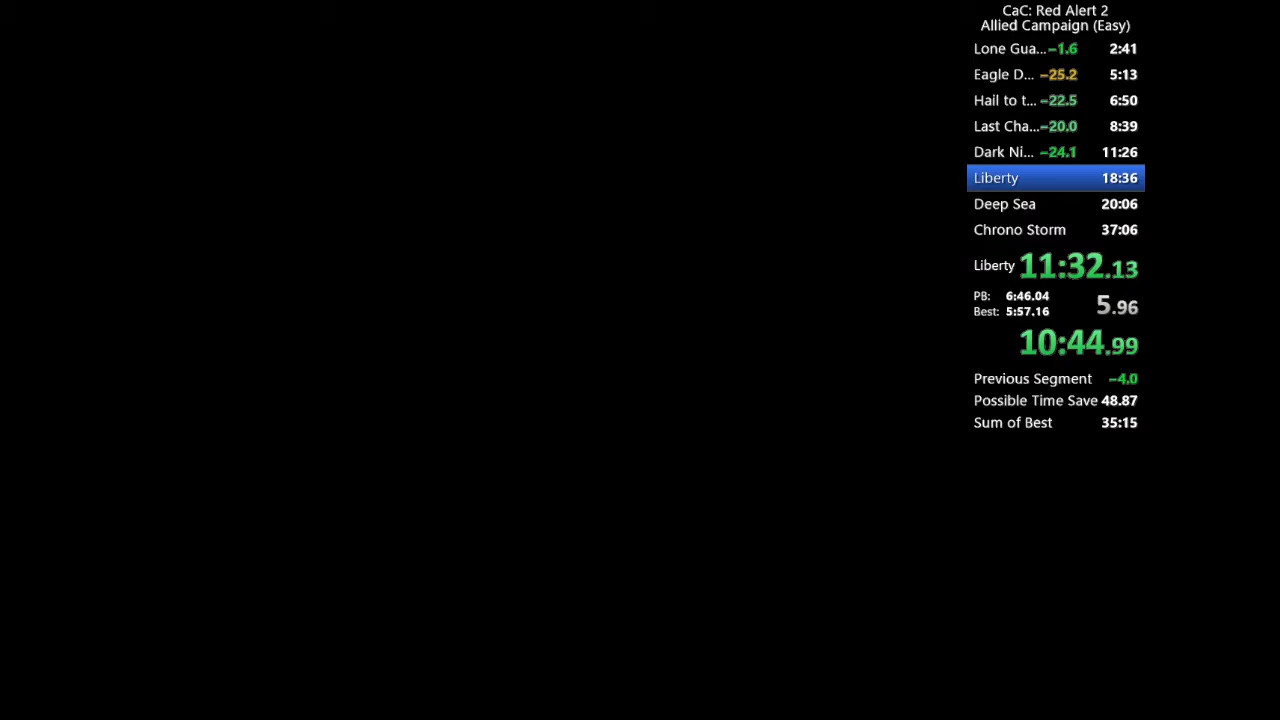 CaC: Red Alert 2
Allied Campaign (Easy)
Lone Gua... −1.6 2:41
Eagle D... −25.2 5:13
Hail to t... −22.5 6:50
Last Cha... −20.0 8:39
Dark Ni... −24.1 11:26
Liberty 18:36
Deep Sea 20:06
Chrono Storm 37:06
Liberty 11:32.13
PB: 6:46.04
Best: 5:57.16
5.96
10:44.99
Previous Segment −4.0
Possible Time Save 48.87
Sum of Best 35:15